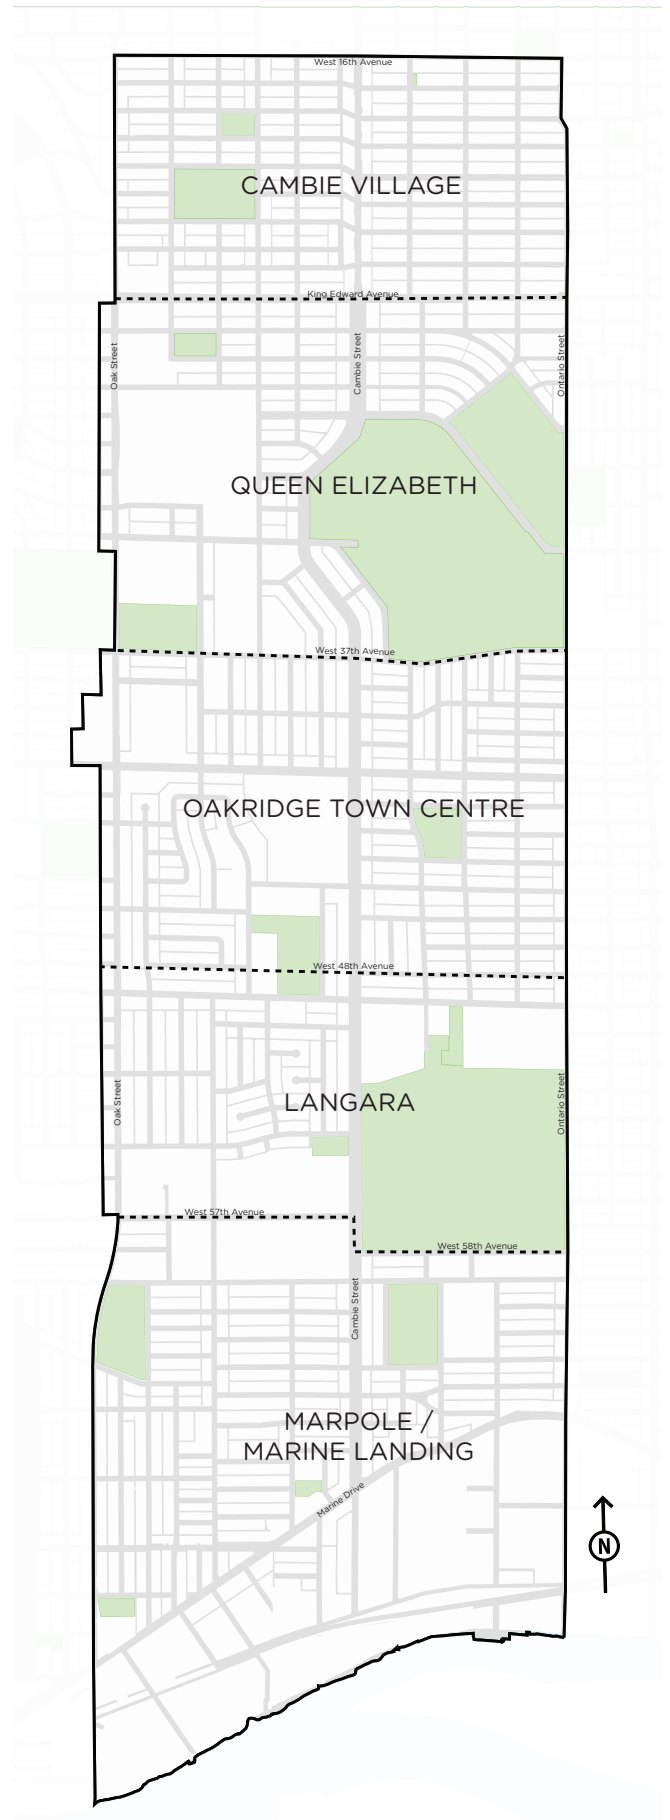 West 16th Avenue
CAMBIE VILLAGE
King Edward Avenue
Oak Street
Cambie Street
Ontario Street
QUEEN ELIZABETH
West 37th Avenue
OAKRIDGE TOWN CENTRE
West 48th Avenue
Oak Street
LANGARA
Ontario Street
West 57th Avenue
West 58th Avenue
Cambie Street
MARPOLE /
MARINE LANDING
Marine Drive
N